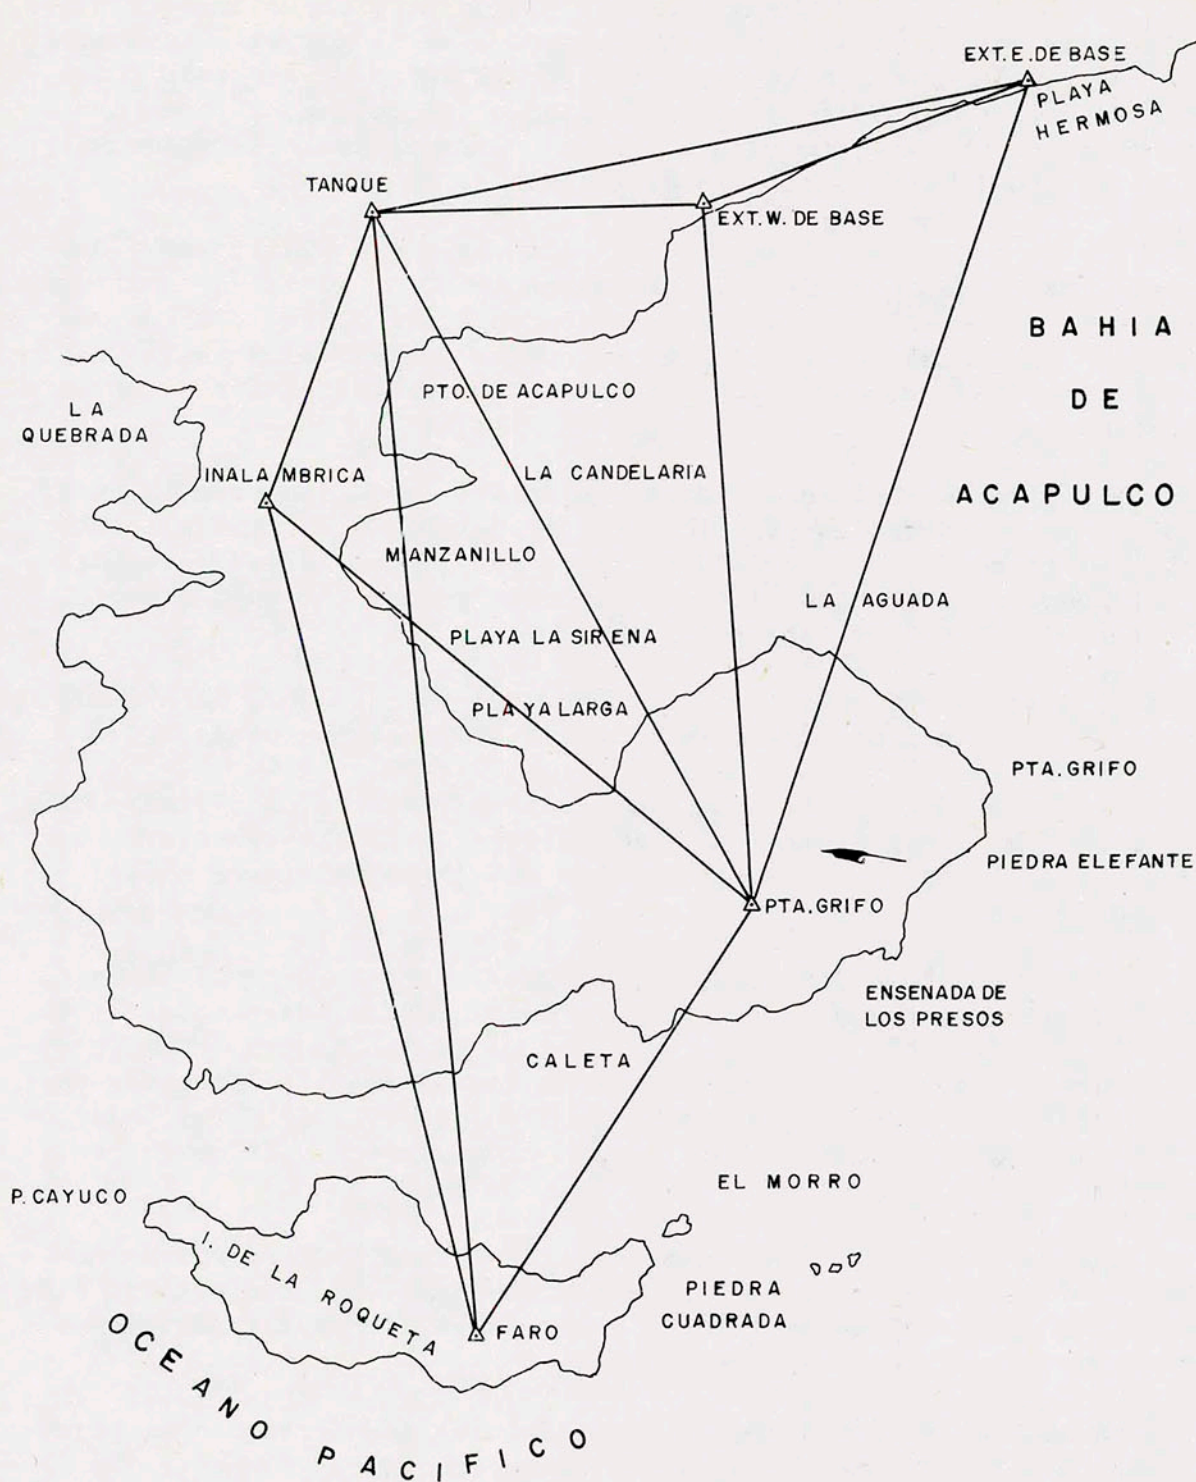 EXT. E. DE BASE
PLAYA
HERMOSA
TANQUE
EXT. W. DE BASE
BAHIA
DE
ACAPULCO
PTO. DE ACAPULCO
LA
QUEBRADA
INALAMBRICA
LA CANDELARIA
MANZANILLO
LA AGUADA
PLAYA LA SIRENA
PLAYA LARGA
PTA. GRIFO
PIEDRA ELEFANTE
PTA. GRIFO
ENSENADA DE
LOS PRESOS
CALETA
EL MORRO
P. CAYUCO
I. DE LA ROQUETA
PIEDRA
CUADRADA
FARO
OCEANO PACIFICO